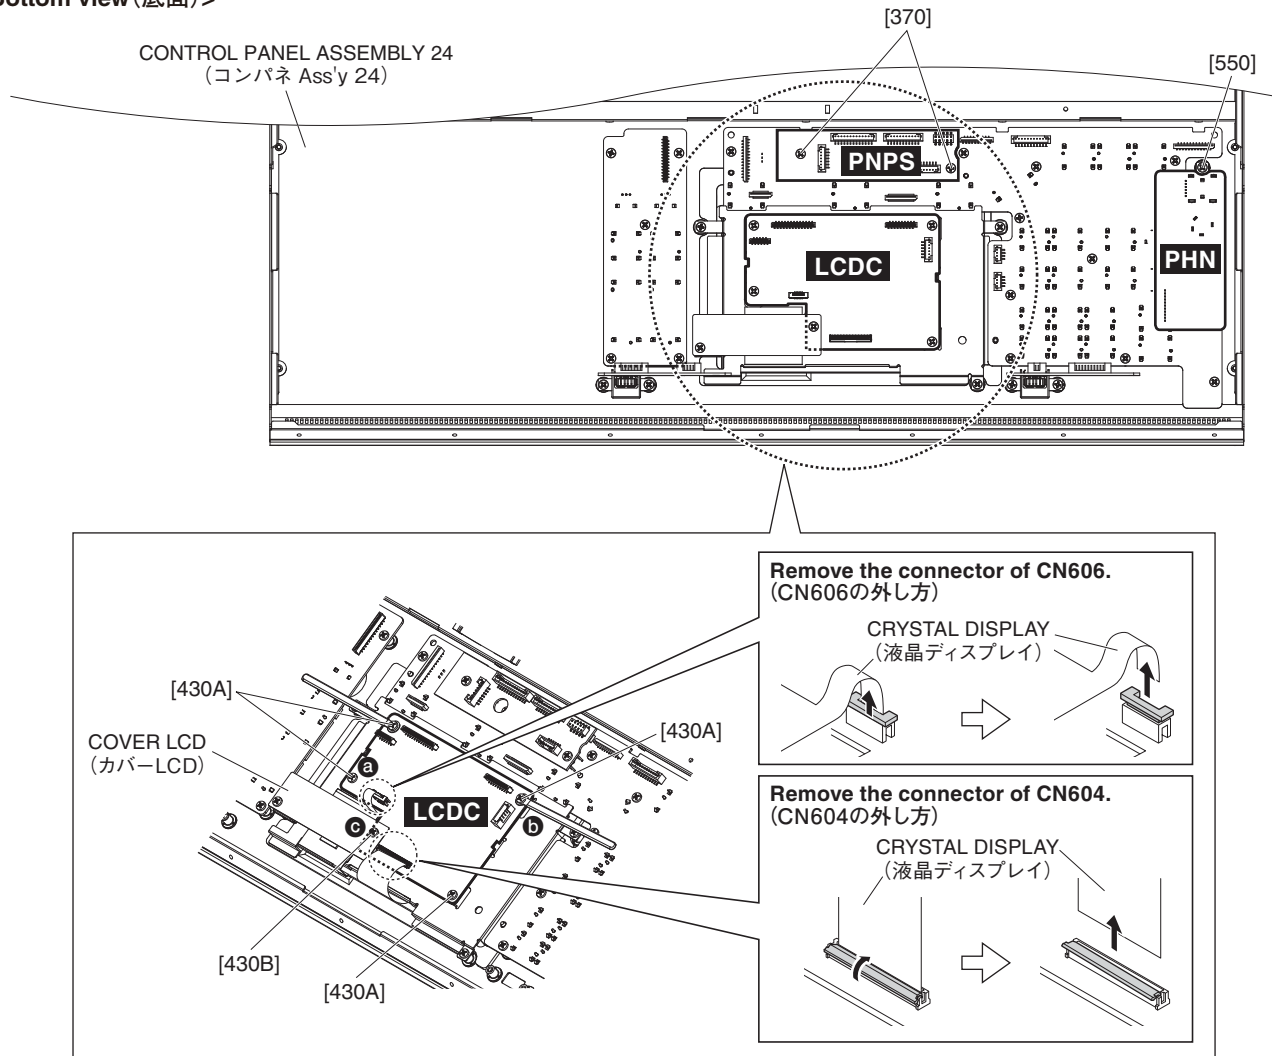 Bottom view（底面）>
[370]
CONTROL PANEL ASSEMBLY 24
（コンパネ Ass'y 24）
[550]
PNPS
LCDC
PHN
Remove the connector of CN606.
（CN606の外し方）
CRYSTAL DISPLAY
（液晶ディスプレイ）
[430A]
[430A]
COVER LCD
（カバーLCD）
a
LCDC
b
c
Remove the connector of CN604.
（CN604の外し方）
CRYSTAL DISPLAY
（液晶ディスプレイ）
[430B]
[430A]